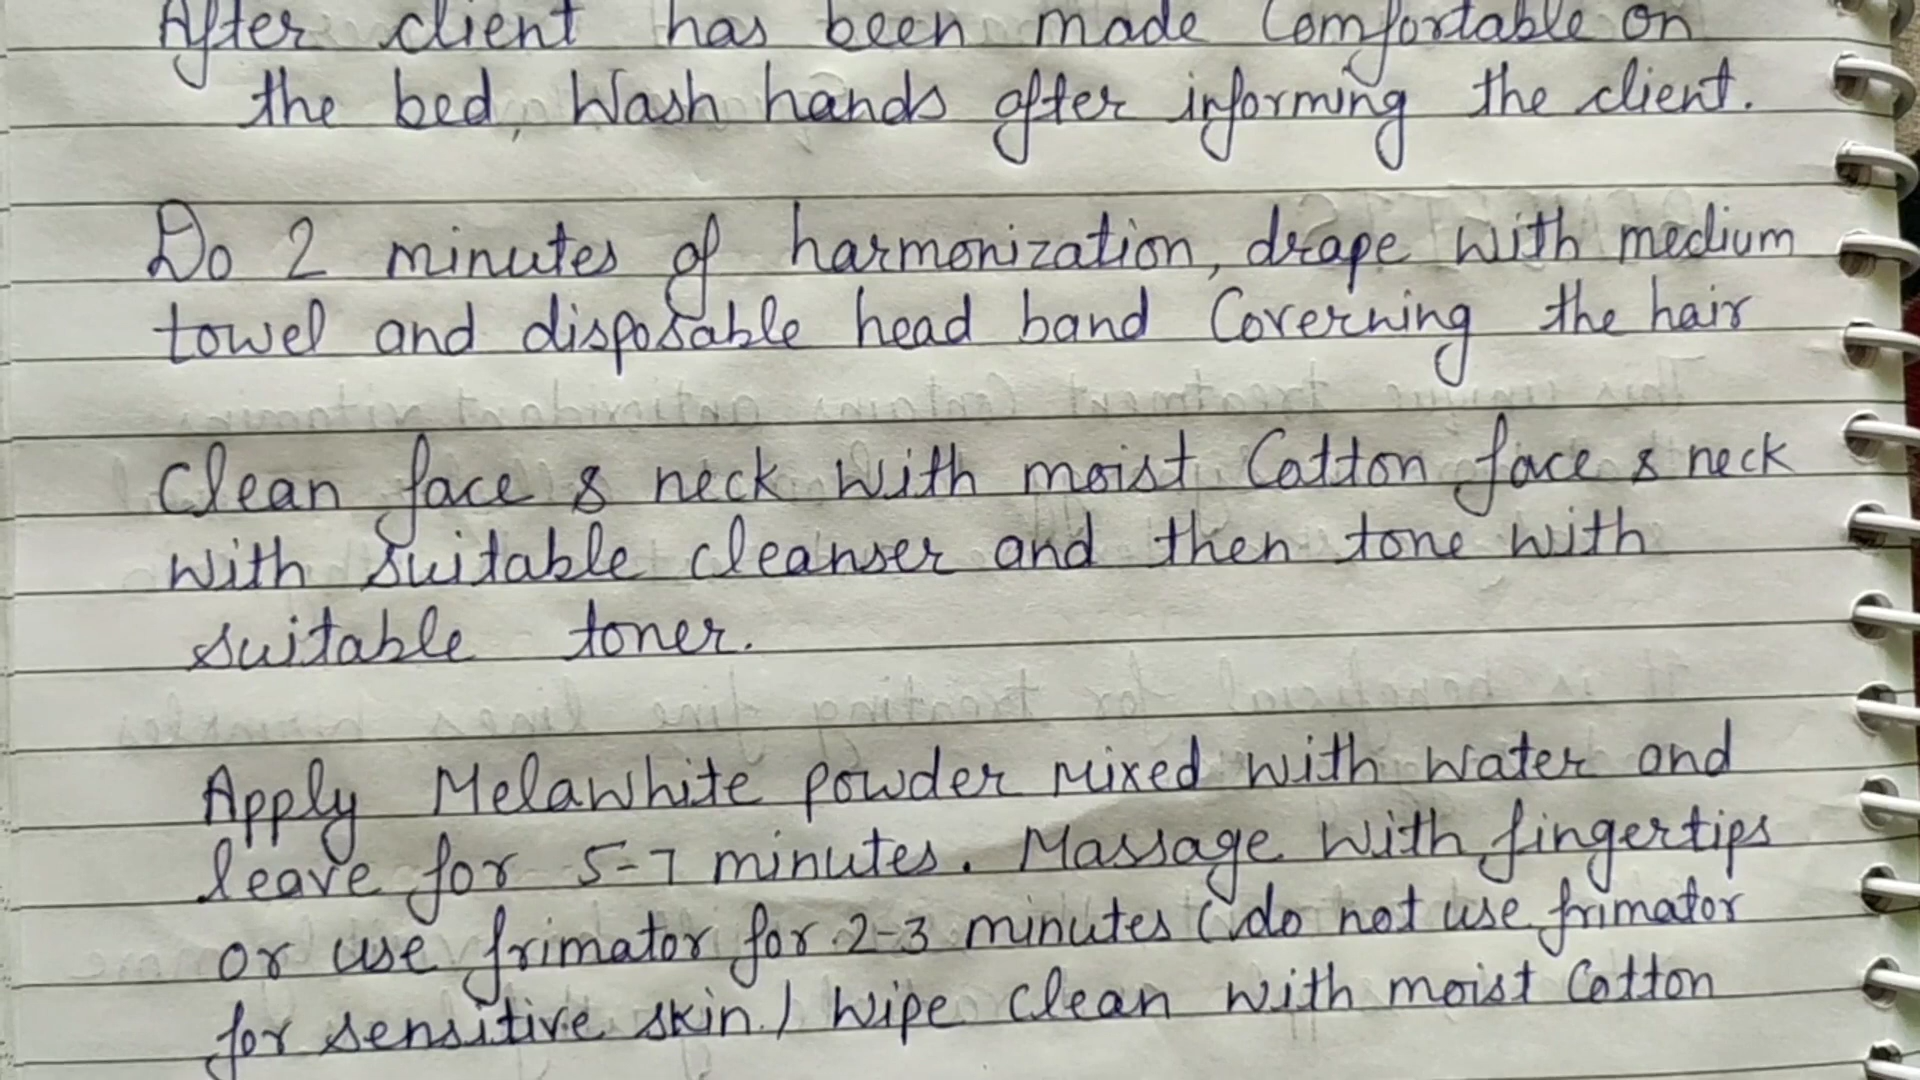 After client has been made Comfortable on
the bed, Wash hands after informing the client.
Do 2 minutes of harmonization, drape with medium
towel and disposable head band Coverning the hair
Clean face & neck with moist Cotton face & neck
with suitable cleanser and then tone with
suitable toner.
Apply Melawhite powder mixed with water and
leave for 5-7 minutes. Massage with fingertips
or use frimator for 2-3 minutes (do not use frimator
for sensitive skin.) Wipe clean with moist Cotton